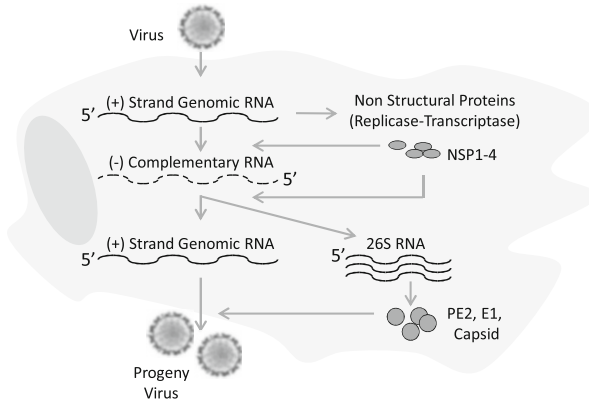 Virus
(+) Strand Genomic RNA
5’
Non Structural Proteins
(Replicase-Transcriptase)
NSP1-4
(-) Complementary RNA
5’
(+) Strand Genomic RNA
5’
26S RNA
5’
PE2, E1,
Capsid
Progeny
Virus